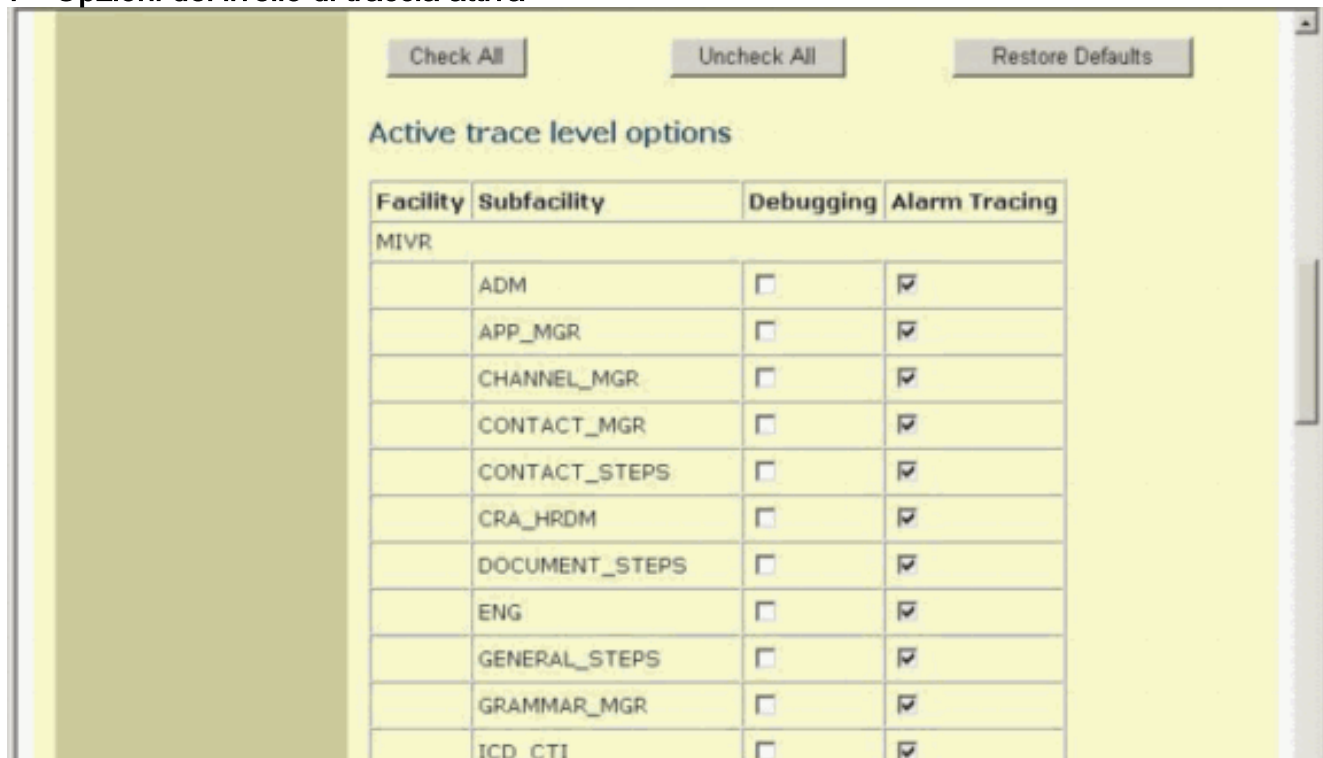 Check All Uncheck All Restore Defaults
Active trace level options
Facility Subfacility Debugging Alarm Tracing
MIVR
ADM
APP_MGR
CHANNEL_MGR
CONTACT_MGR
CONTACT_STEPS
CRA_HRDM
DOCUMENT_STEPS
ENG
GENERAL_STEPS
GRAMMAR_MGR
ICD_CTI